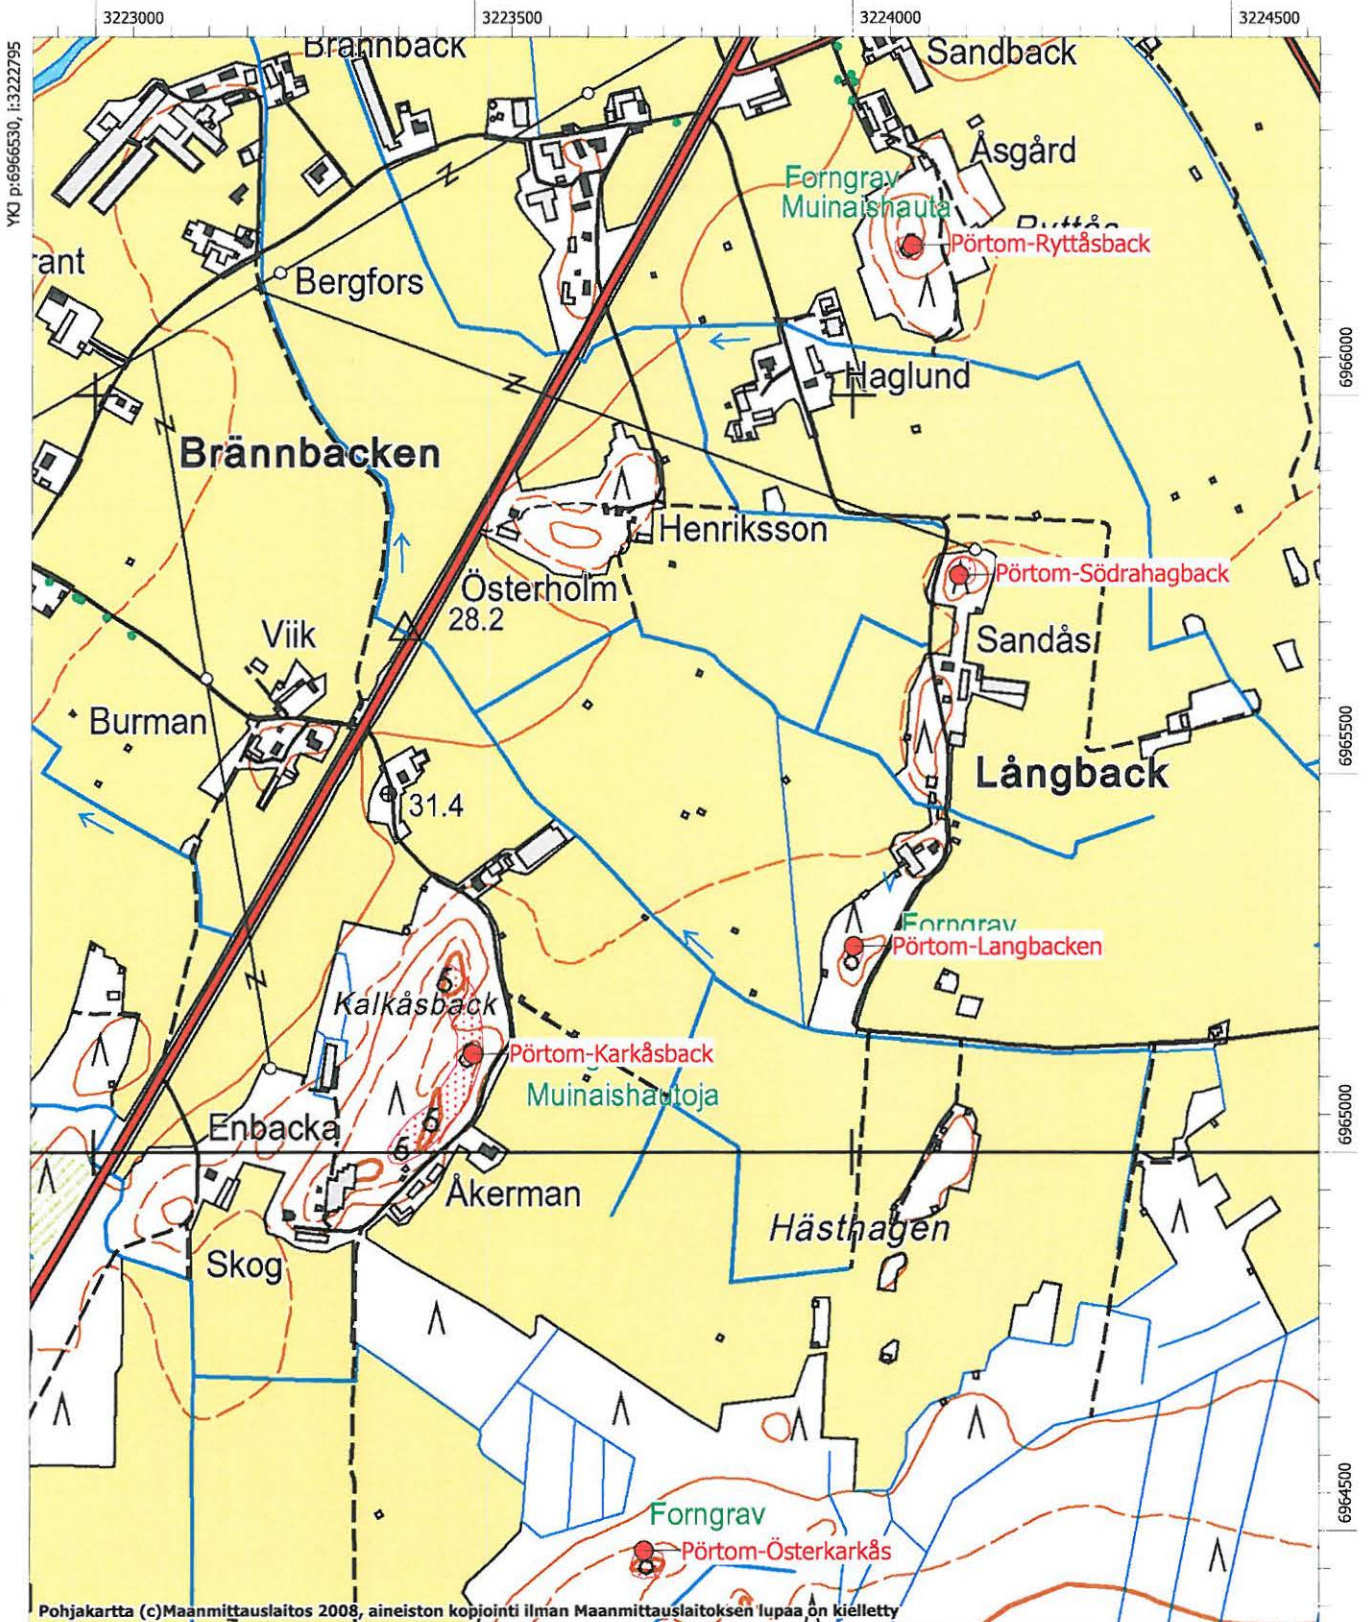 3223000
3223500
3224000
3224500
YKJ p:6966530, i:3222795
Brännback
Sandback
Åsgård
Forngrav
Muinaishauta
Pörtom-Ryttåsback
rant
Bergfors
6966000
Haglund
Brännbacken
Henriksson
Österholm
Pörtom-Södrahagback
28.2
Viik
Sandås
Burman
6965500
Långback
31.4
Forngrav
Pörtom-Langbacken
Kalkåsback
Pörtom-Karkåsback
Muinaishautoja
6965000
Enbacka
Åkerman
Hästhagen
Skog
6964500
Forngrav
Pörtom-Österkarkås
Pohjakartta (c)Maanmittauslaitos 2008, aineiston kopiointi ilman Maanmittauslaitoksen lupaa on kielletty